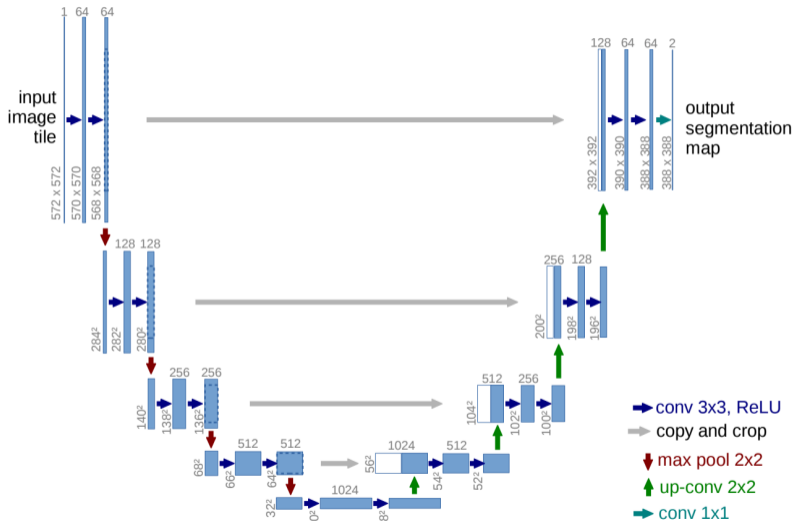 1 64 64
128 64 64 2
input
image
tile
output
segmentation
map
572 x 572
570 x 570
568 x 568
392 x 392
390 x 390
388 x 388
388 x 388
128 128
256 128
284²
282²
280²
200²
198²
196²
256 256
512 256
140²
138²
136²
104²
102²
100²
512 512
1024 512
68²
66²
64²
56²
54²
52²
1024
32²
0²
8²
conv 3x3, ReLU
copy and crop
max pool 2x2
up-conv 2x2
conv 1x1